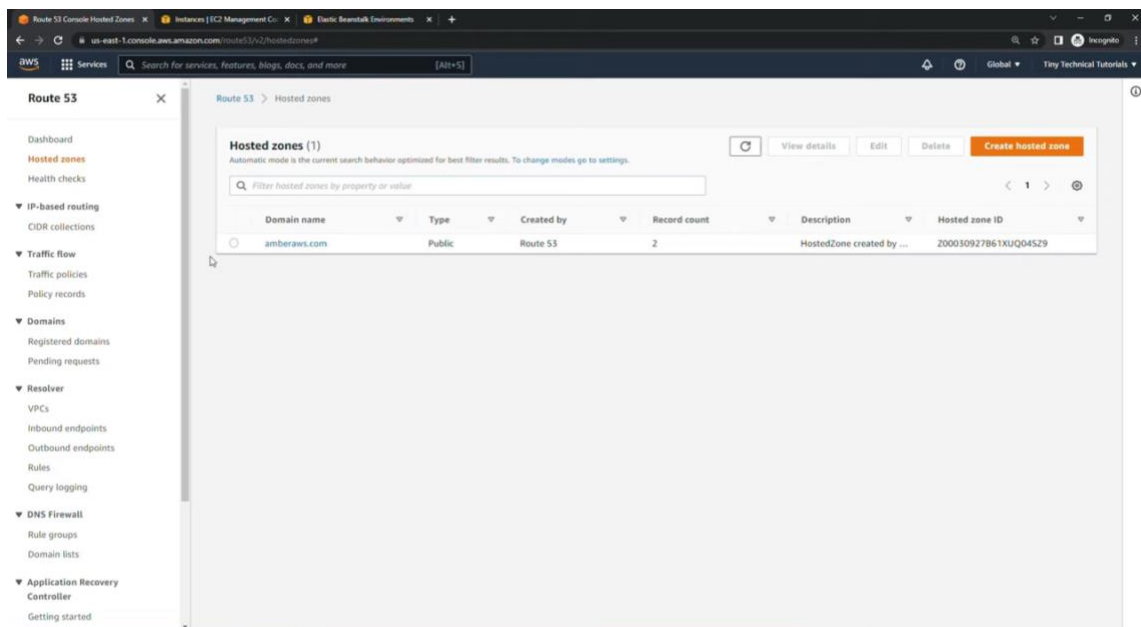 Route 53 Console Hosted Zones
Instances | EC2 Management Co
Elastic Beanstalk Environments
us-east-1.console.aws.amazon.com/route53/v2/hostedzones#
Incognito
aws
Services
Search for services, features, blogs, docs, and more
[Alt+S]
Global
Tiny Technical Tutorials
Route 53
Dashboard
Hosted zones
Health checks
IP-based routing
CIDR collections
Traffic flow
Traffic policies
Policy records
Domains
Registered domains
Pending requests
Resolver
VPCs
Inbound endpoints
Outbound endpoints
Rules
Query logging
DNS Firewall
Rule groups
Domain lists
Application Recovery
Controller
Getting started
Route 53 > Hosted zones
Hosted zones (1)
Automatic mode is the current search behavior optimized for best filter results. To change modes go to settings.
View details
Edit
Delete
Create hosted zone
Filter hosted zones by property or value
1
Domain name Type Created by Record count Description Hosted zone ID
amberaws.com Public Route 53 2 HostedZone created by ... Z00030927B61XUQ04SZ9